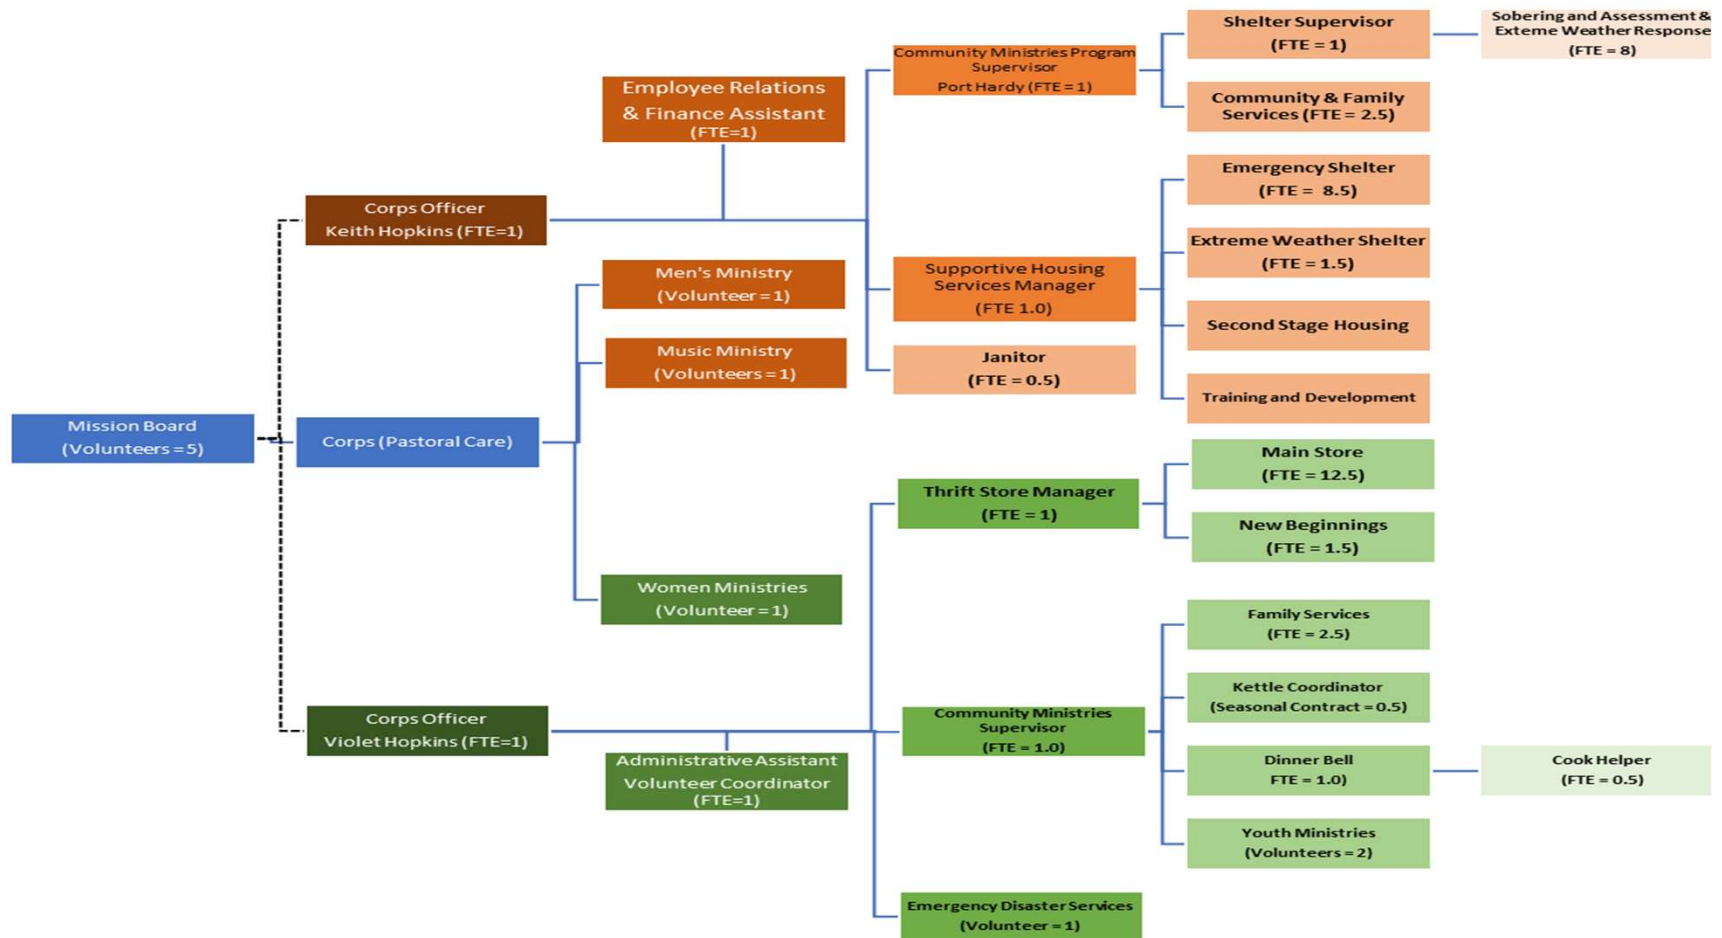 Shelter Supervisor
(FTE = 1)
Sobering and Assessment &
Exteme Weather Response
(FTE = 8)
Community Ministries Program
Supervisor
Port Hardy (FTE = 1)
Employee Relations
& Finance Assistant
(FTE=1)
Community & Family
Services (FTE = 2.5)
Emergency Shelter
(FTE = 8.5)
Corps Officer
Keith Hopkins (FTE=1)
Extreme Weather Shelter
(FTE = 1.5)
Men's Ministry
(Volunteer = 1)
Supportive Housing
Services Manager
(FTE 1.0)
Second Stage Housing
Music Ministry
(Volunteers = 1)
Janitor
(FTE = 0.5)
Training and Development
Mission Board
(Volunteers = 5)
Corps (Pastoral Care)
Main Store
(FTE = 12.5)
Thrift Store Manager
(FTE = 1)
New Beginnings
(FTE = 1.5)
Women Ministries
(Volunteer = 1)
Family Services
(FTE = 2.5)
Kettle Coordinator
(Seasonal Contract = 0.5)
Corps Officer
Violet Hopkins (FTE=1)
Community Ministries
Supervisor
(FTE = 1.0)
Administrative Assistant
Volunteer Coordinator
(FTE=1)
Dinner Bell
FTE = 1.0)
Cook Helper
(FTE = 0.5)
Youth Ministries
(Volunteers = 2)
Emergency Disaster Services
(Volunteer = 1)